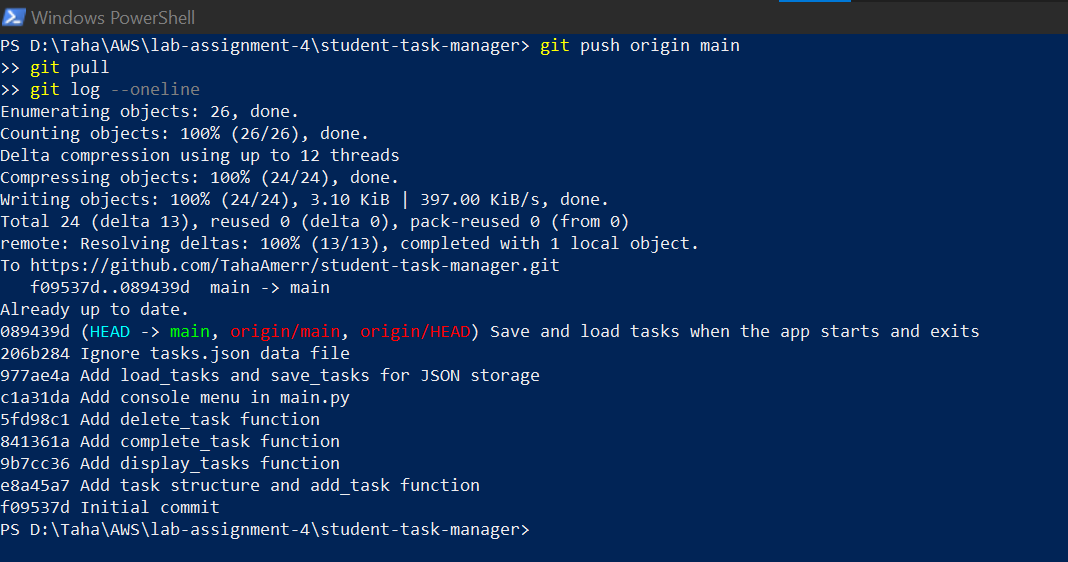 Windows PowerShell
PS D:\Taha\AWS\lab-assignment-4\student-task-manager> git push origin main
>> git pull
>> git log --oneline
Enumerating objects: 26, done.
Counting objects: 100% (26/26), done.
Delta compression using up to 12 threads
Compressing objects: 100% (24/24), done.
Writing objects: 100% (24/24), 3.10 KiB | 397.00 KiB/s, done.
Total 24 (delta 13), reused 0 (delta 0), pack-reused 0 (from 0)
remote: Resolving deltas: 100% (13/13), completed with 1 local object.
To https://github.com/TahaAmerr/student-task-manager.git
   f09537d..089439d  main -> main
Already up to date.
089439d (HEAD -> main, origin/main, origin/HEAD) Save and load tasks when the app starts and exits
206b284 Ignore tasks.json data file
977ae4a Add load_tasks and save_tasks for JSON storage
c1a31da Add console menu in main.py
5fd98c1 Add delete_task function
841361a Add complete_task function
9b7cc36 Add display_tasks function
e8a45a7 Add task structure and add_task function
f09537d Initial commit
PS D:\Taha\AWS\lab-assignment-4\student-task-manager>